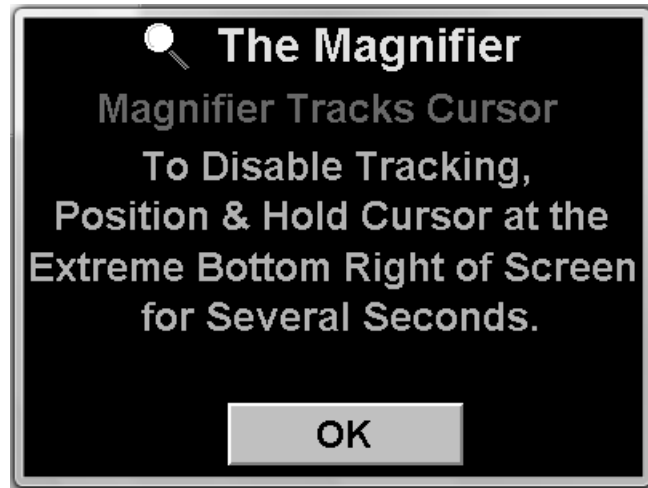 The Magnifier
Magnifier Tracks Cursor
To Disable Tracking,
Position & Hold Cursor at the
Extreme Bottom Right of Screen
for Several Seconds.
OK